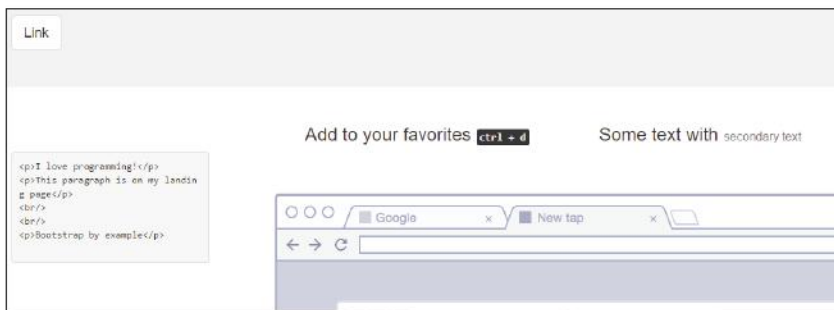 Link
Add to your favorites ctrl + d
Some text with secondary text
<p>I love programming!</p>
<p>This paragraph is on my landin
g page</p>
<br/>
<br/>
<p>Bootstrap by example</p>
Google
New tap